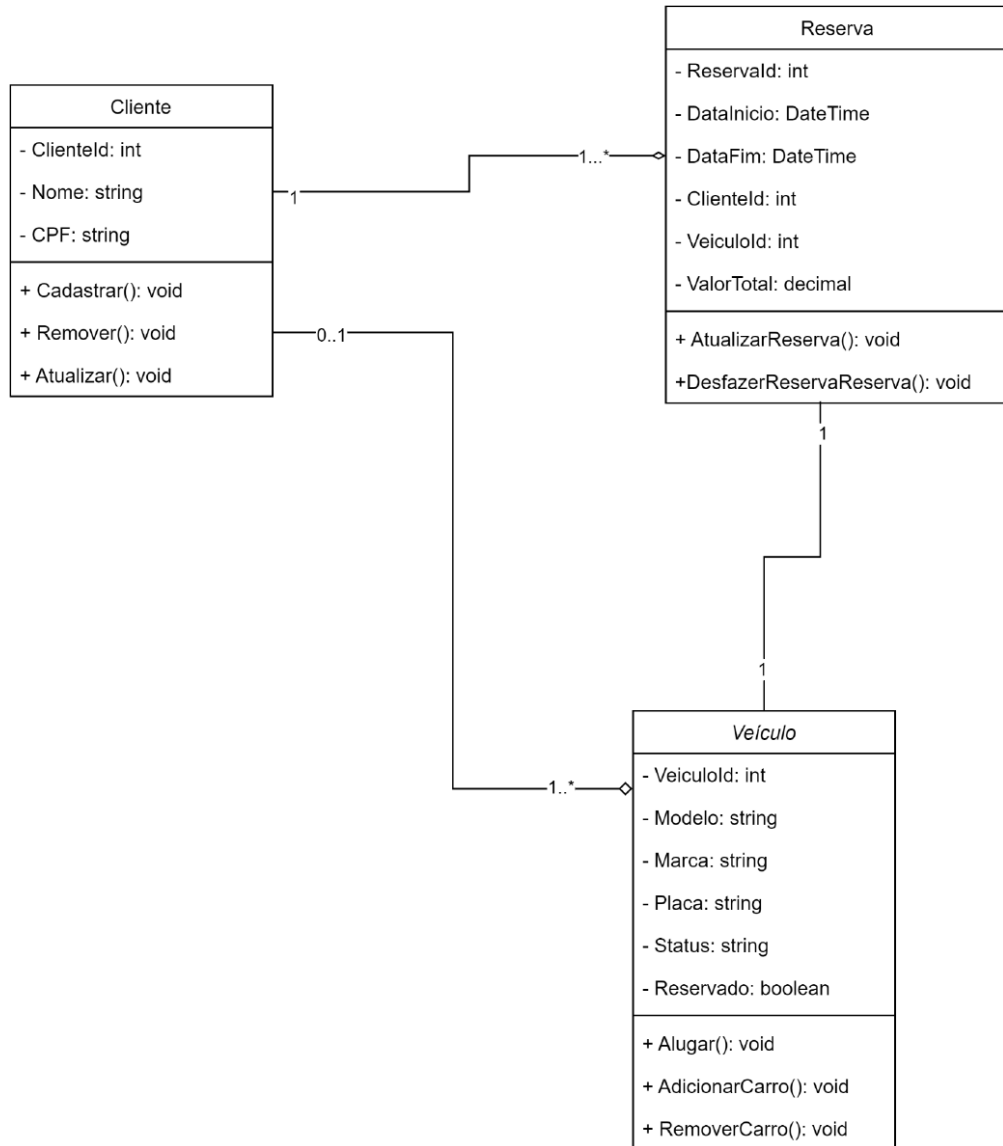 Cliente
- ClienteId: int
- Nome: string
- CPF: string
+ Cadastrar(): void
+ Remover(): void
+ Atualizar(): void
1
1...*
Reserva
- ReservaId: int
- DataInicio: DateTime
- DataFim: DateTime
- ClienteId: int
- VeiculoId: int
- ValorTotal: decimal
+ AtualizarReserva(): void
+DesfazerReservaReserva(): void
0..1
1..*
1
1
Veículo
- VeiculoId: int
- Modelo: string
- Marca: string
- Placa: string
- Status: string
- Reservado: boolean
+ Alugar(): void
+ AdicionarCarro(): void
+ RemoverCarro(): void